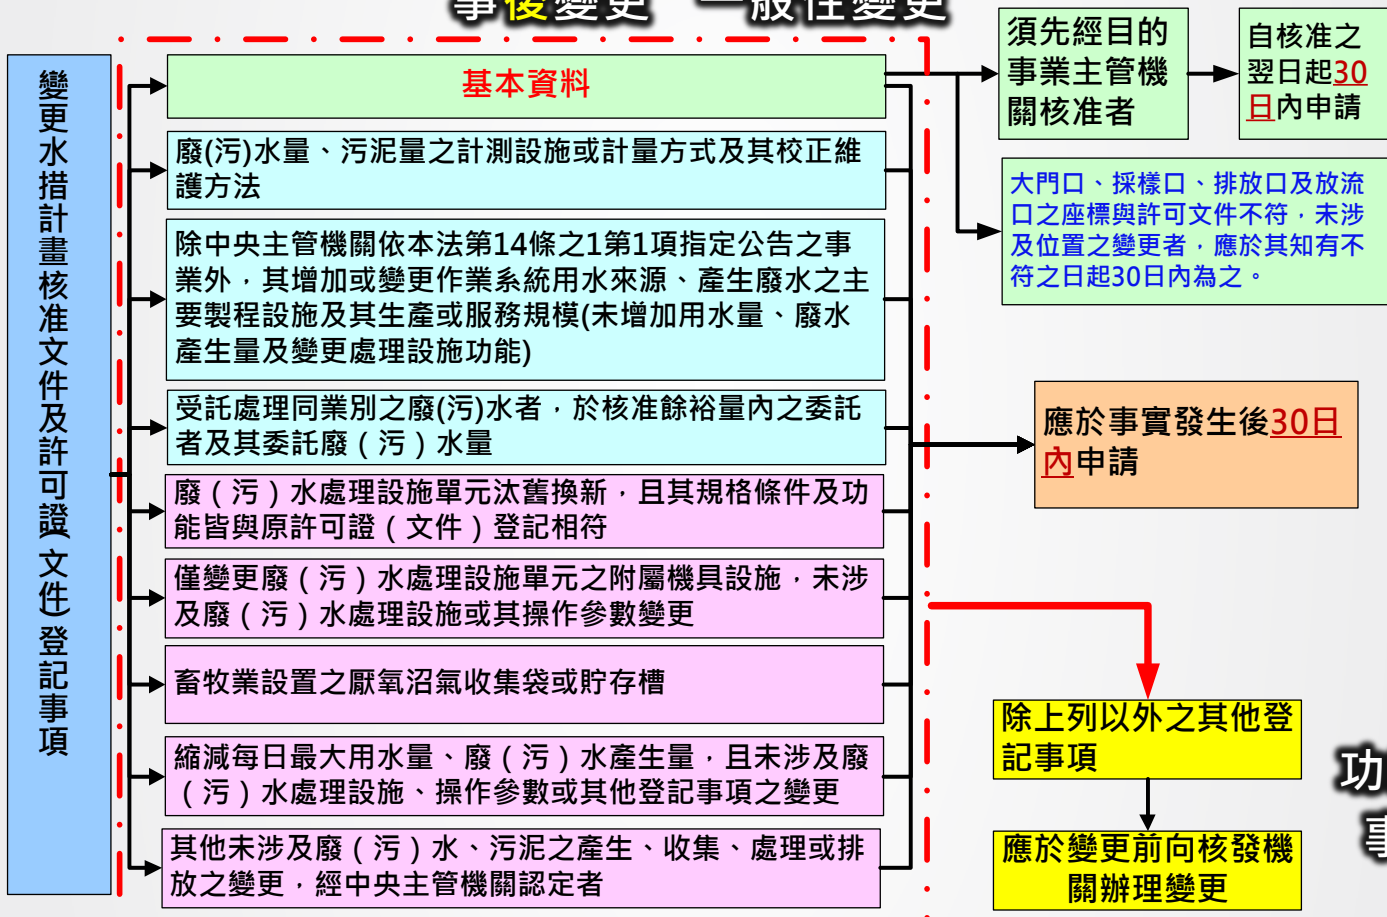 事後變更 一般性變更
變更水措計畫核准文件及許可證(文件)登記事項
基本資料
廢(污)水量、污泥量之計測設施或計量方式及其校正維
護方法
除中央主管機關依本法第14條之1第1項指定公告之事
業外，其增加或變更作業系統用水來源、產生廢水之主
要製程設施及其生產或服務規模(未增加用水量、廢水
產生量及變更處理設施功能)
受託處理同業別之廢(污)水者，於核准餘裕量內之委託
者及其委託廢（污）水量
廢（污）水處理設施單元汰舊換新，且其規格條件及功
能皆與原許可證（文件）登記相符
僅變更廢（污）水處理設施單元之附屬機具設施，未涉
及廢（污）水處理設施或其操作參數變更
畜牧業設置之厭氧沼氣收集袋或貯存槽
縮減每日最大用水量、廢（污）水產生量，且未涉及廢
（污）水處理設施、操作參數或其他登記事項之變更
其他未涉及廢（污）水、污泥之產生、收集、處理或排
放之變更，經中央主管機關認定者
須先經目的
事業主管機
關核准者
自核准之
翌日起30
日內申請
大門口、採樣口、排放口及放流
口之座標與許可文件不符，未涉
及位置之變更者，應於其知有不
符之日起30日內為之。
應於事實發生後30日
內申請
除上列以外之其他登
記事項
應於變更前向核發機
關辦理變更
功
事